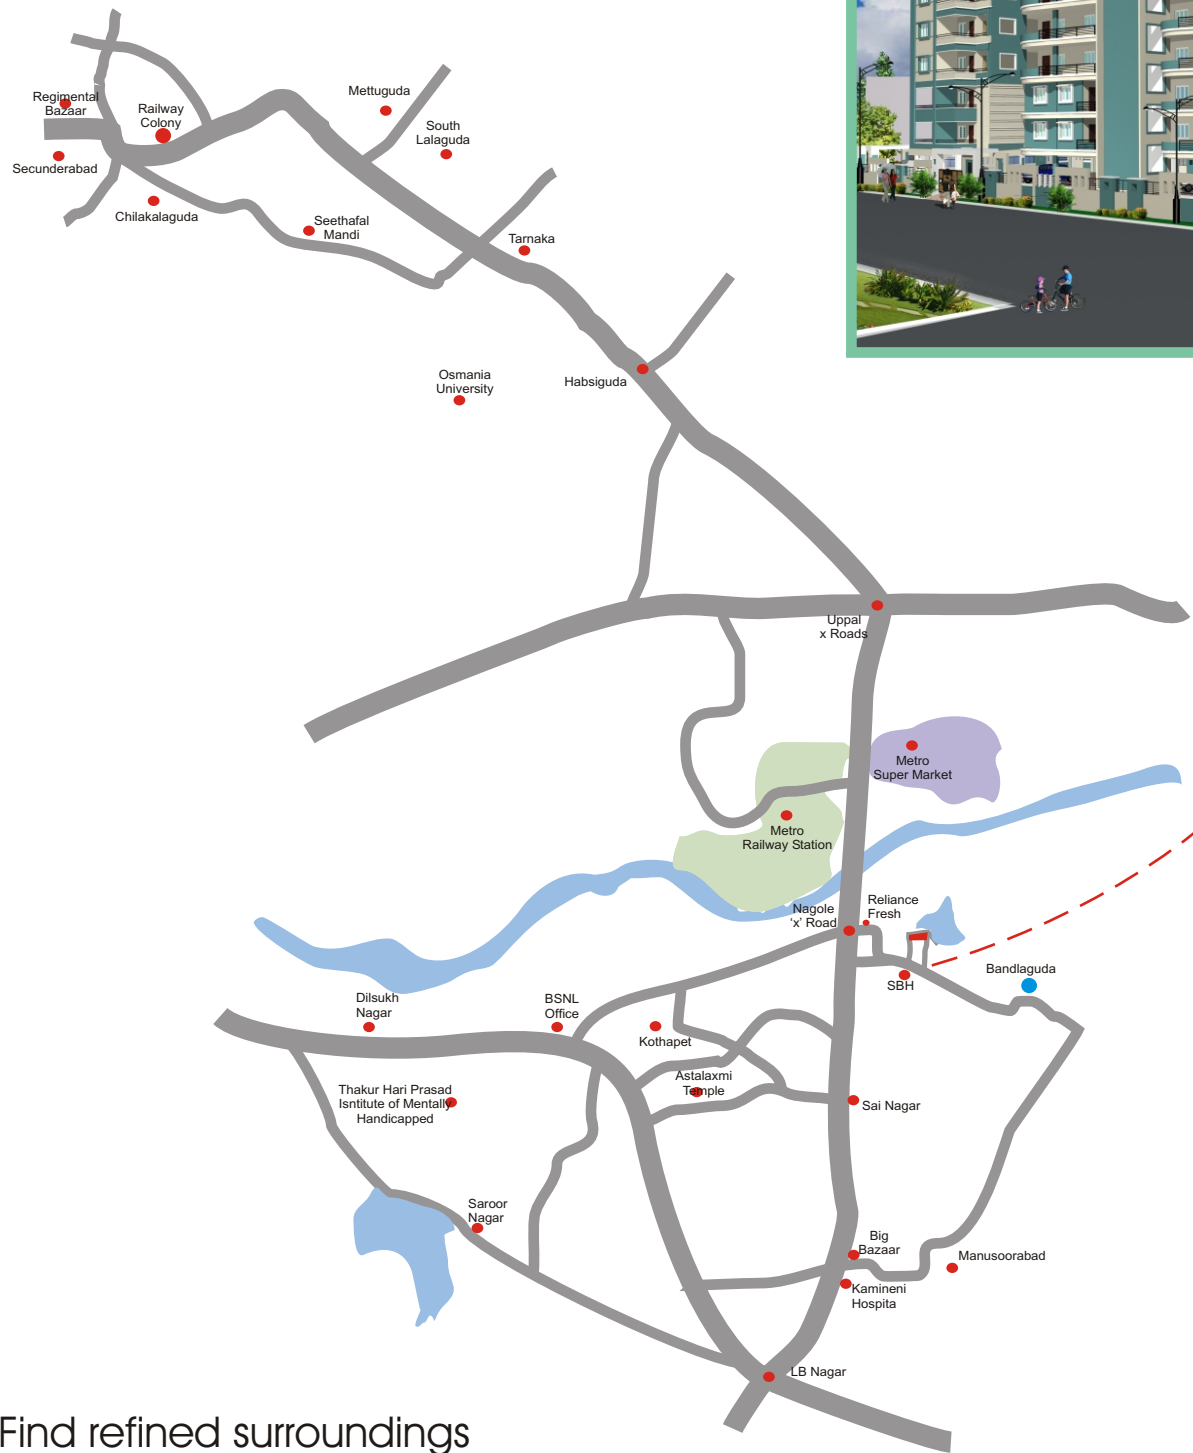 Mettuguda
Regimental
Bazaar
Railway
Colony
South
Lalaguda
Secunderabad
Chilakalaguda
Seethafal
Mandi
Tarnaka
Osmania
University
Habsiguda
Uppal
x Roads
Metro
Super Market
Metro
Railway Station
Reliance
Fresh
Nagole
'x' Road
Bandlaguda
SBH
Dilsukh
Nagar
BSNL
Office
Kothapet
Astalaxmi
Temple
Thakur Hari Prasad
Isntitute of Mentally
Handicapped
Sai Nagar
Saroor
Nagar
Big
Bazaar
Manusoorabad
Kamineni
Hospita
LB Nagar
Find refined surroundings